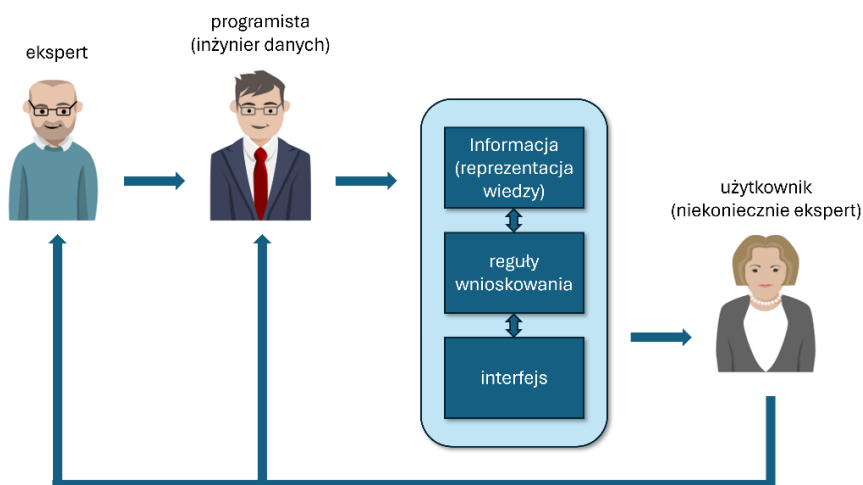 ekspert
programista
(inżynier danych)
Informacja
(reprezentacja
wiedzy)
reguły
wnioskowania
interfejs
użytkownik
(niekoniecznie ekspert)